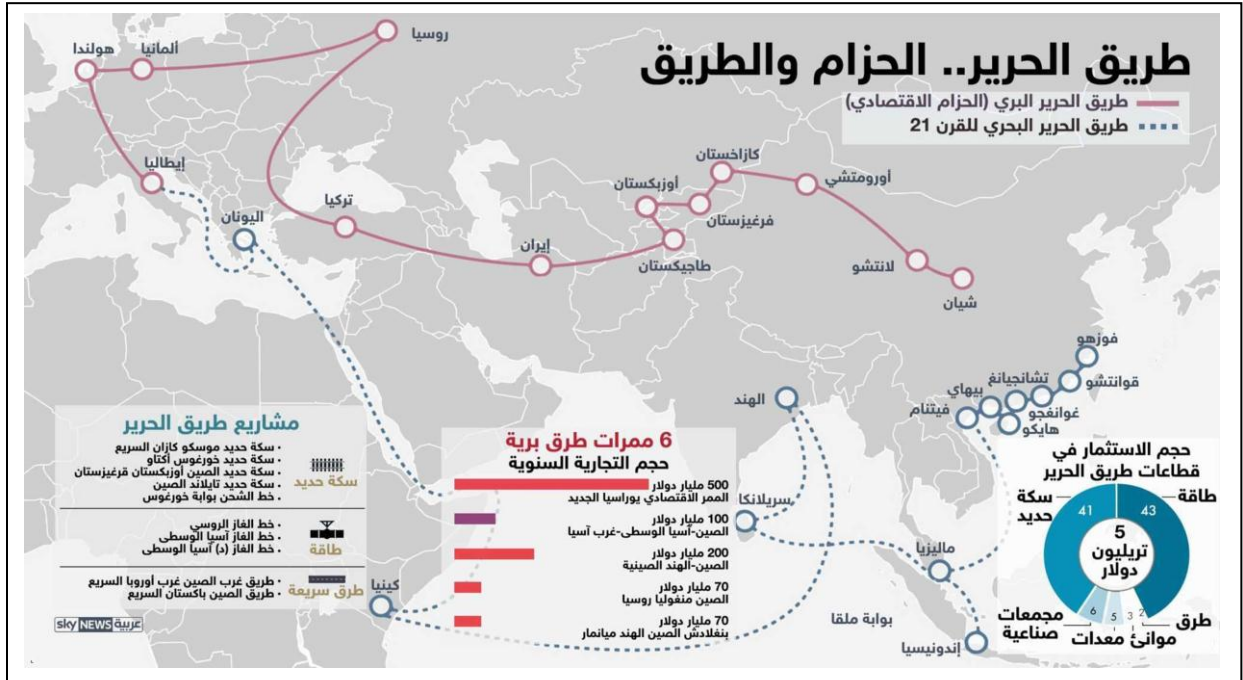 طريق الحرير.. الحزام والطريق
طريق الحرير البري (الحزام الاقتصادي)
طريق الحرير البحري للقرن 21
روسيا
ألمانيا
هولندا
إيطاليا
اليونان
تركيا
إيران
طاجيكستان
أوزبكستان
فرغيزستان
كازاخستان
أورومتشي
لانتشو
شيان
فوزهو
قوانتشو
تشانجيانغ
غوانغجو
بيهاي
هايكو
فيتنام
الهند
سريلانكا
ماليزيا
بوابة ملقا
إندونيسيا
كينيا
مشاريع طريق الحرير
سكة حديد
• سكة حديد موسكو كازان السريع
• سكة حديد خورغوس أكتاو
• سكة حديد الصين أوزبكستان قرغيزستان
• سكة حديد تايلاند الصين
• خط الشحن بوابة خورغوس
طاقة
• خط الغاز الروسي
• خط الغاز آسيا الوسطى
• خط الغاز (د) آسيا الوسطى
طرق سريعة
• طريق غرب الصين غرب أوروبا السريع
• طريق الصين باكستان السريع
sky NEWS عربية
6 ممرات طرق برية
حجم التجارية السنوية
500 مليار دولار
الممر الاقتصادي يوراسيا الجديد
100 مليار دولار
الصين-آسيا الوسطى-غرب آسيا
200 مليار دولار
الصين-الهند الصينية
70 مليار دولار
الصين منغوليا روسيا
70 مليار دولار
بنغلادش الصين الهند ميانمار
حجم الاستثمار في
قطاعات طريق الحرير
طاقة
43
سكة
حديد
41
5
تريليون
دولار
طرق
2
موانئ
3
معدات
5
مجمعات
صناعية
6